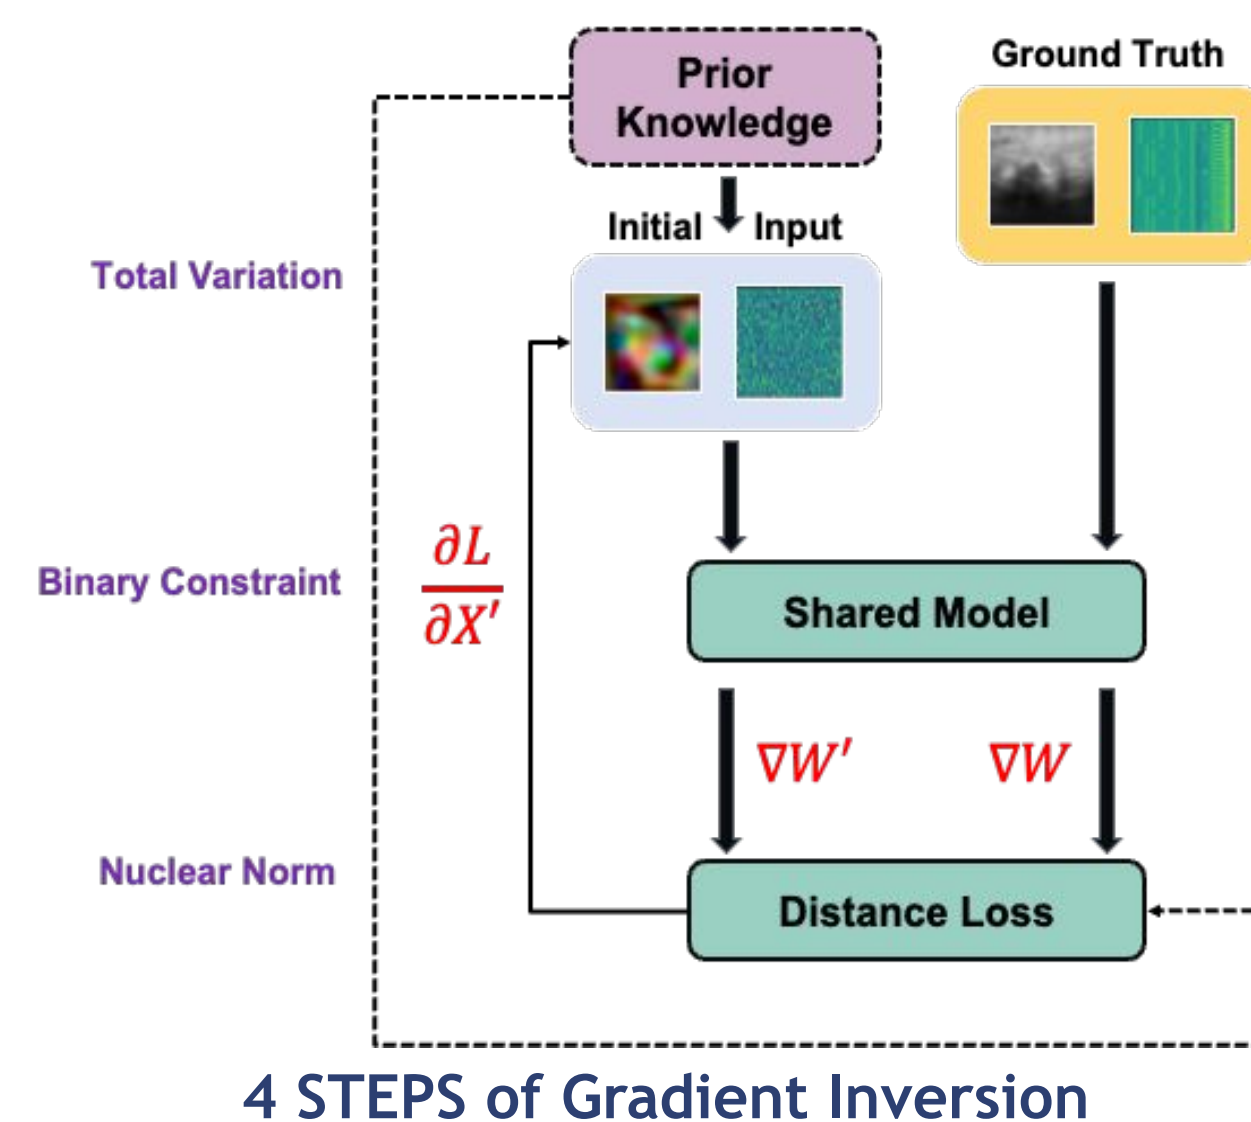 Prior
Knowledge
Ground Truth
Initial Input
Total Variation
∂L
∂X′
Binary Constraint
Shared Model
∇W′
∇W
Nuclear Norm
Distance Loss
4 STEPS of Gradient Inversion